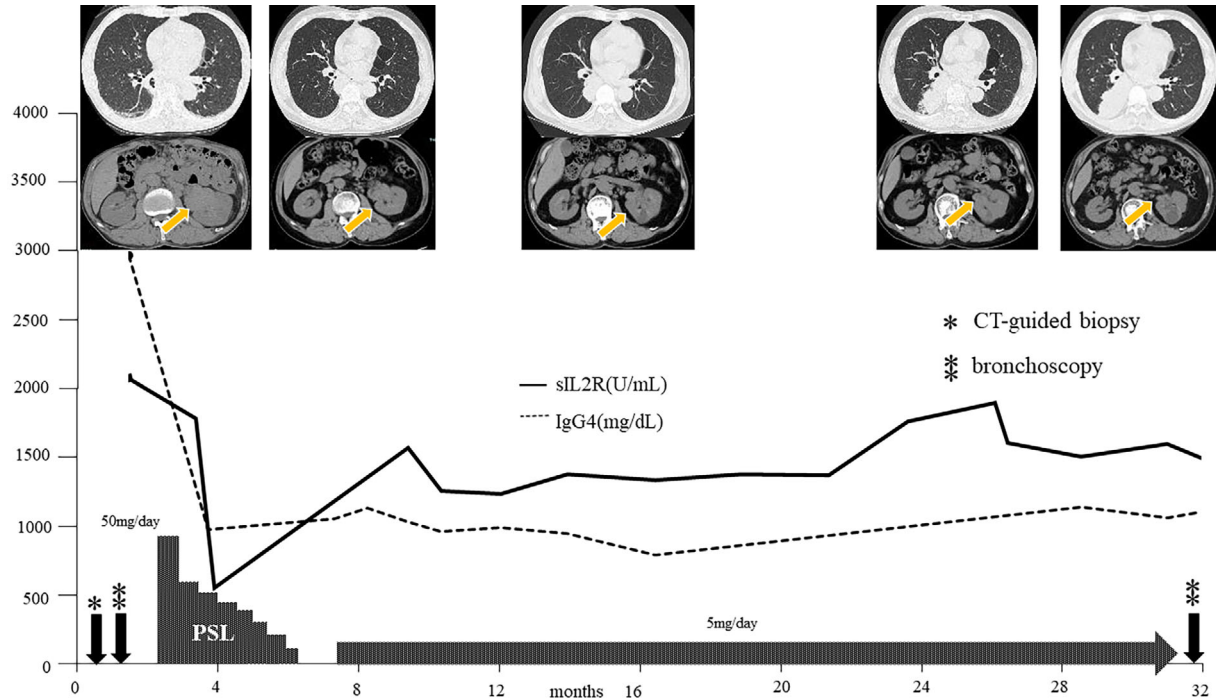 4000
3500
3000
2500
2000
1500
1000
500
0
* CT-guided biopsy
** bronchoscopy
sIL2R(U/mL)
IgG4(mg/dL)
50mg/day
*
**
PSL
5mg/day
**
0 4 8 12 months 16 20 24 28 32